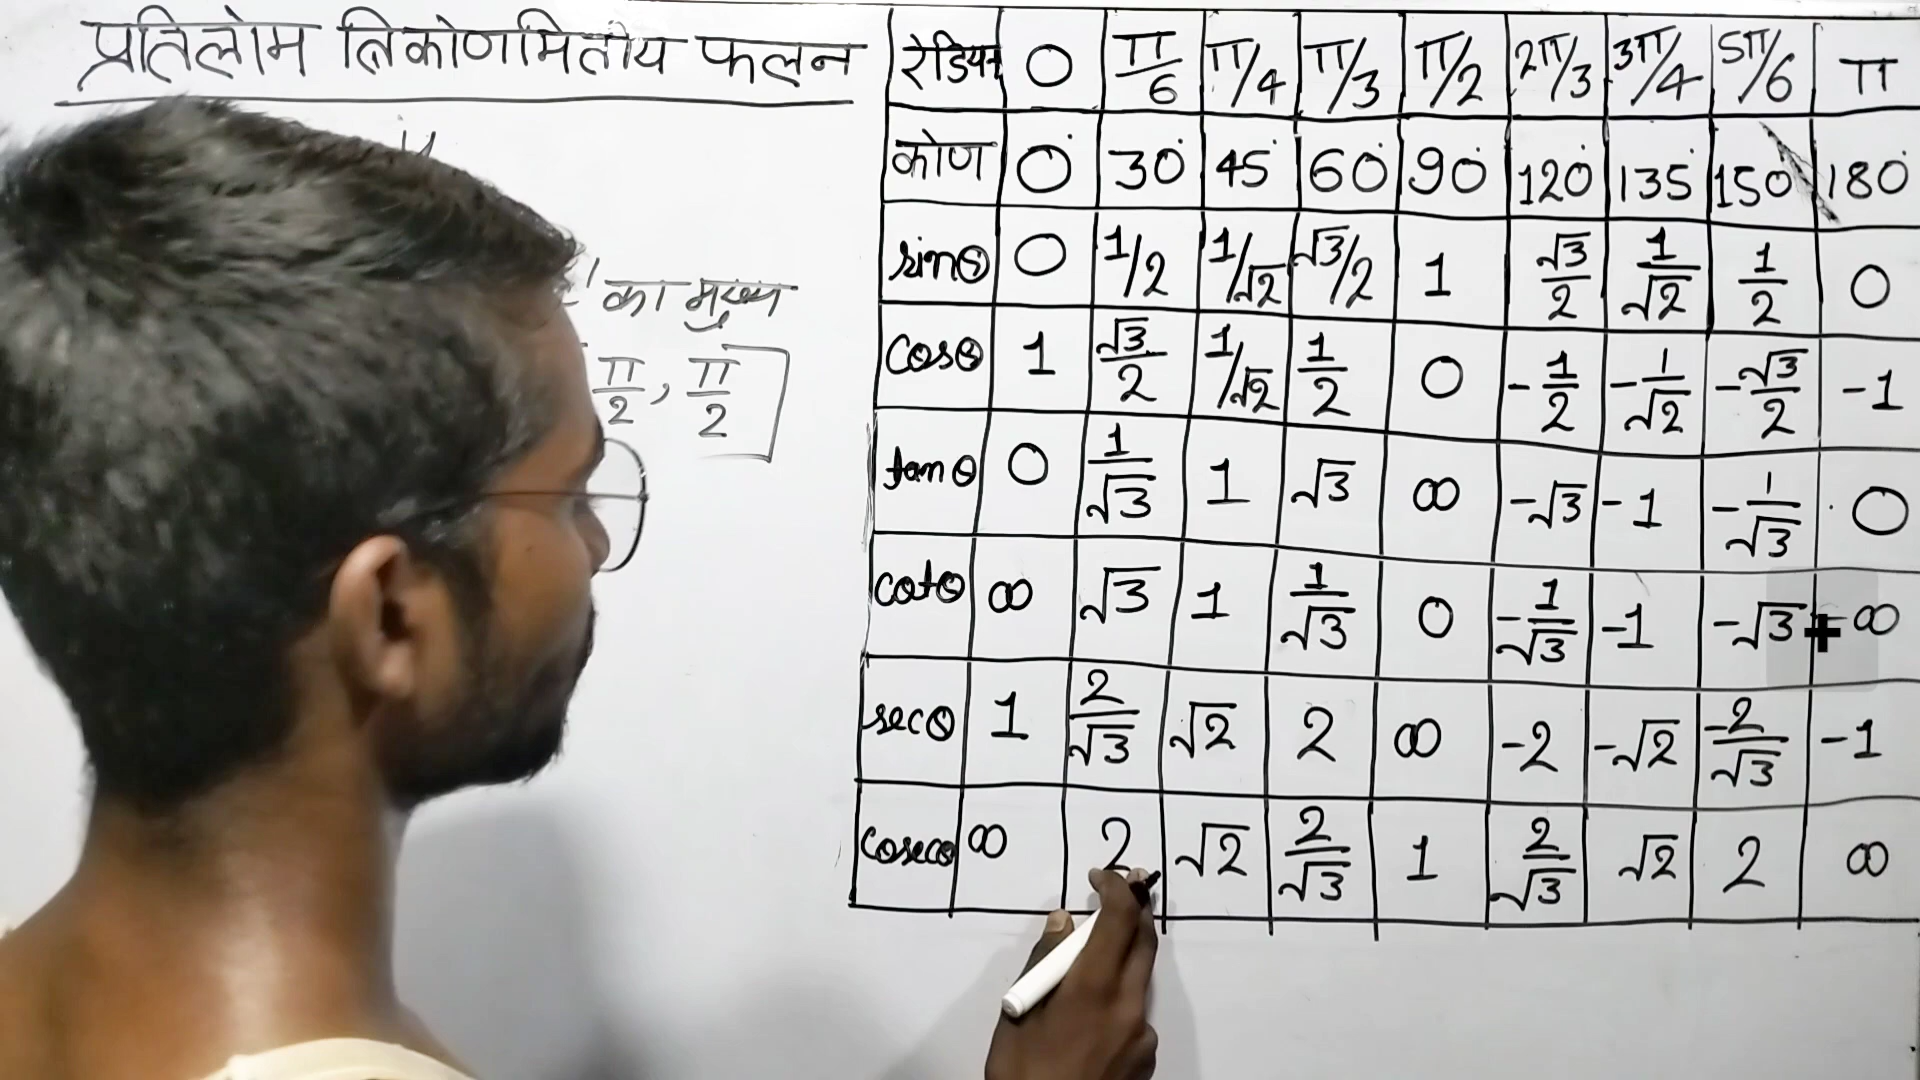 प्रतिलोम त्रिकोणमितीय फलन
का मुख्य
π/2, π/2]
रेडियन 0 π/6 π/4 π/3 π/2 2π/3 3π/4 5π/6 π
कोण 0° 30° 45° 60° 90° 120° 135° 150° 180°
sinθ 0 1/2 1/√2 √3/2 1 √3/2 1/√2 1/2 0
cosθ 1 √3/2 1/√2 1/2 0 -1/2 -1/√2 -√3/2 -1
tanθ 0 1/√3 1 √3 ∞ -√3 -1 -1/√3 0
cotθ ∞ √3 1 1/√3 0 -1/√3 -1 -√3 ∞
secθ 1 2/√3 √2 2 ∞ -2 -√2 -2/√3 -1
cosecθ ∞ 2 √2 2/√3 1 2/√3 √2 2 ∞